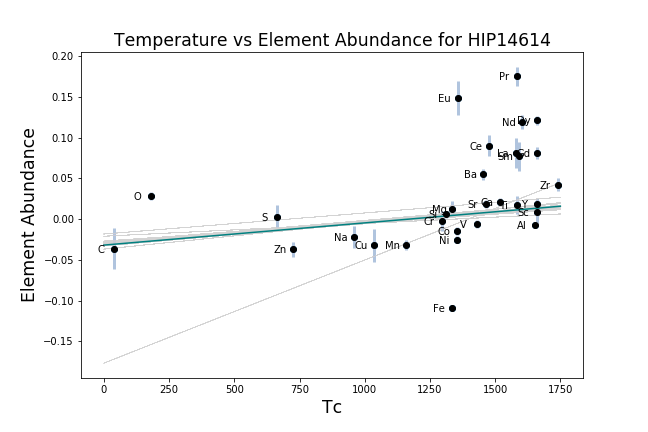 Temperature vs Element Abundance for HIP14614
0.20
0.15
0.10
0.05
0.00
−0.05
−0.10
−0.15
Element Abundance
Pr
Eu
Nd
Dy
Ce
La
Gd
Sm
Ba
Zr
O
Sr
Ca
Ti
Y
Mg
Si
Sc
S
Cr
V
Al
Co
Na
Ni
C
Zn
Cu
Mn
Fe
0
250
500
750
1000
1250
1500
1750
Tc